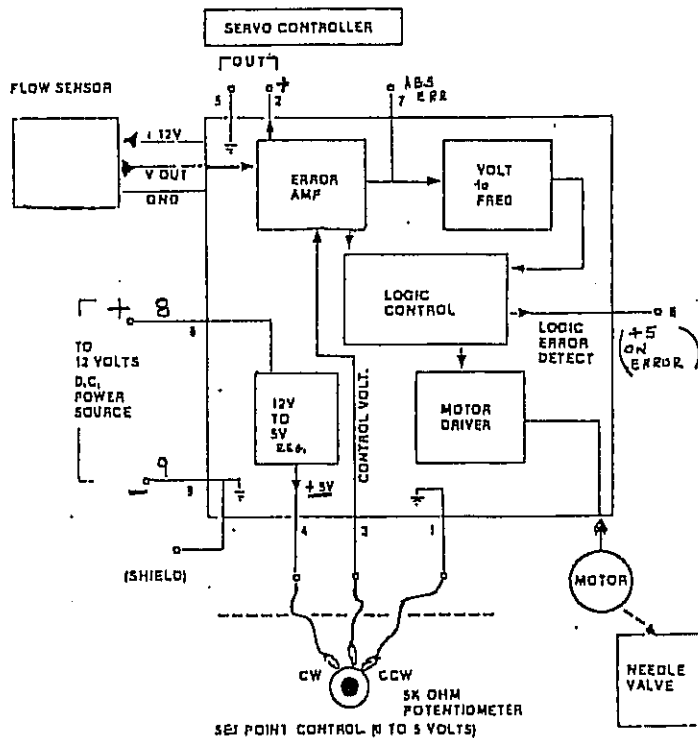 SERVO CONTROLLER
OUT
+
FLOW SENSOR
5
2
7
ABS
ERR
12V
V OUT
GND
ERROR
AMP
VOLT
to
FREQ
LOGIC
CONTROL
LOGIC
ERROR
DETECT
(+5
ON
ERROR)
+
8
TO
12 VOLTS
D.C.
POWER
SOURCE
12V
TO
5V
REG.
CONTROL VOLT.
MOTOR
DRIVER
-
9
9
+5V
4
3
1
(SHIELD)
MOTOR
CW
CCW
5K OHM
POTENTIOMETER
NEEDLE
VALVE
SET POINT CONTROL (0 TO 5 VOLTS)